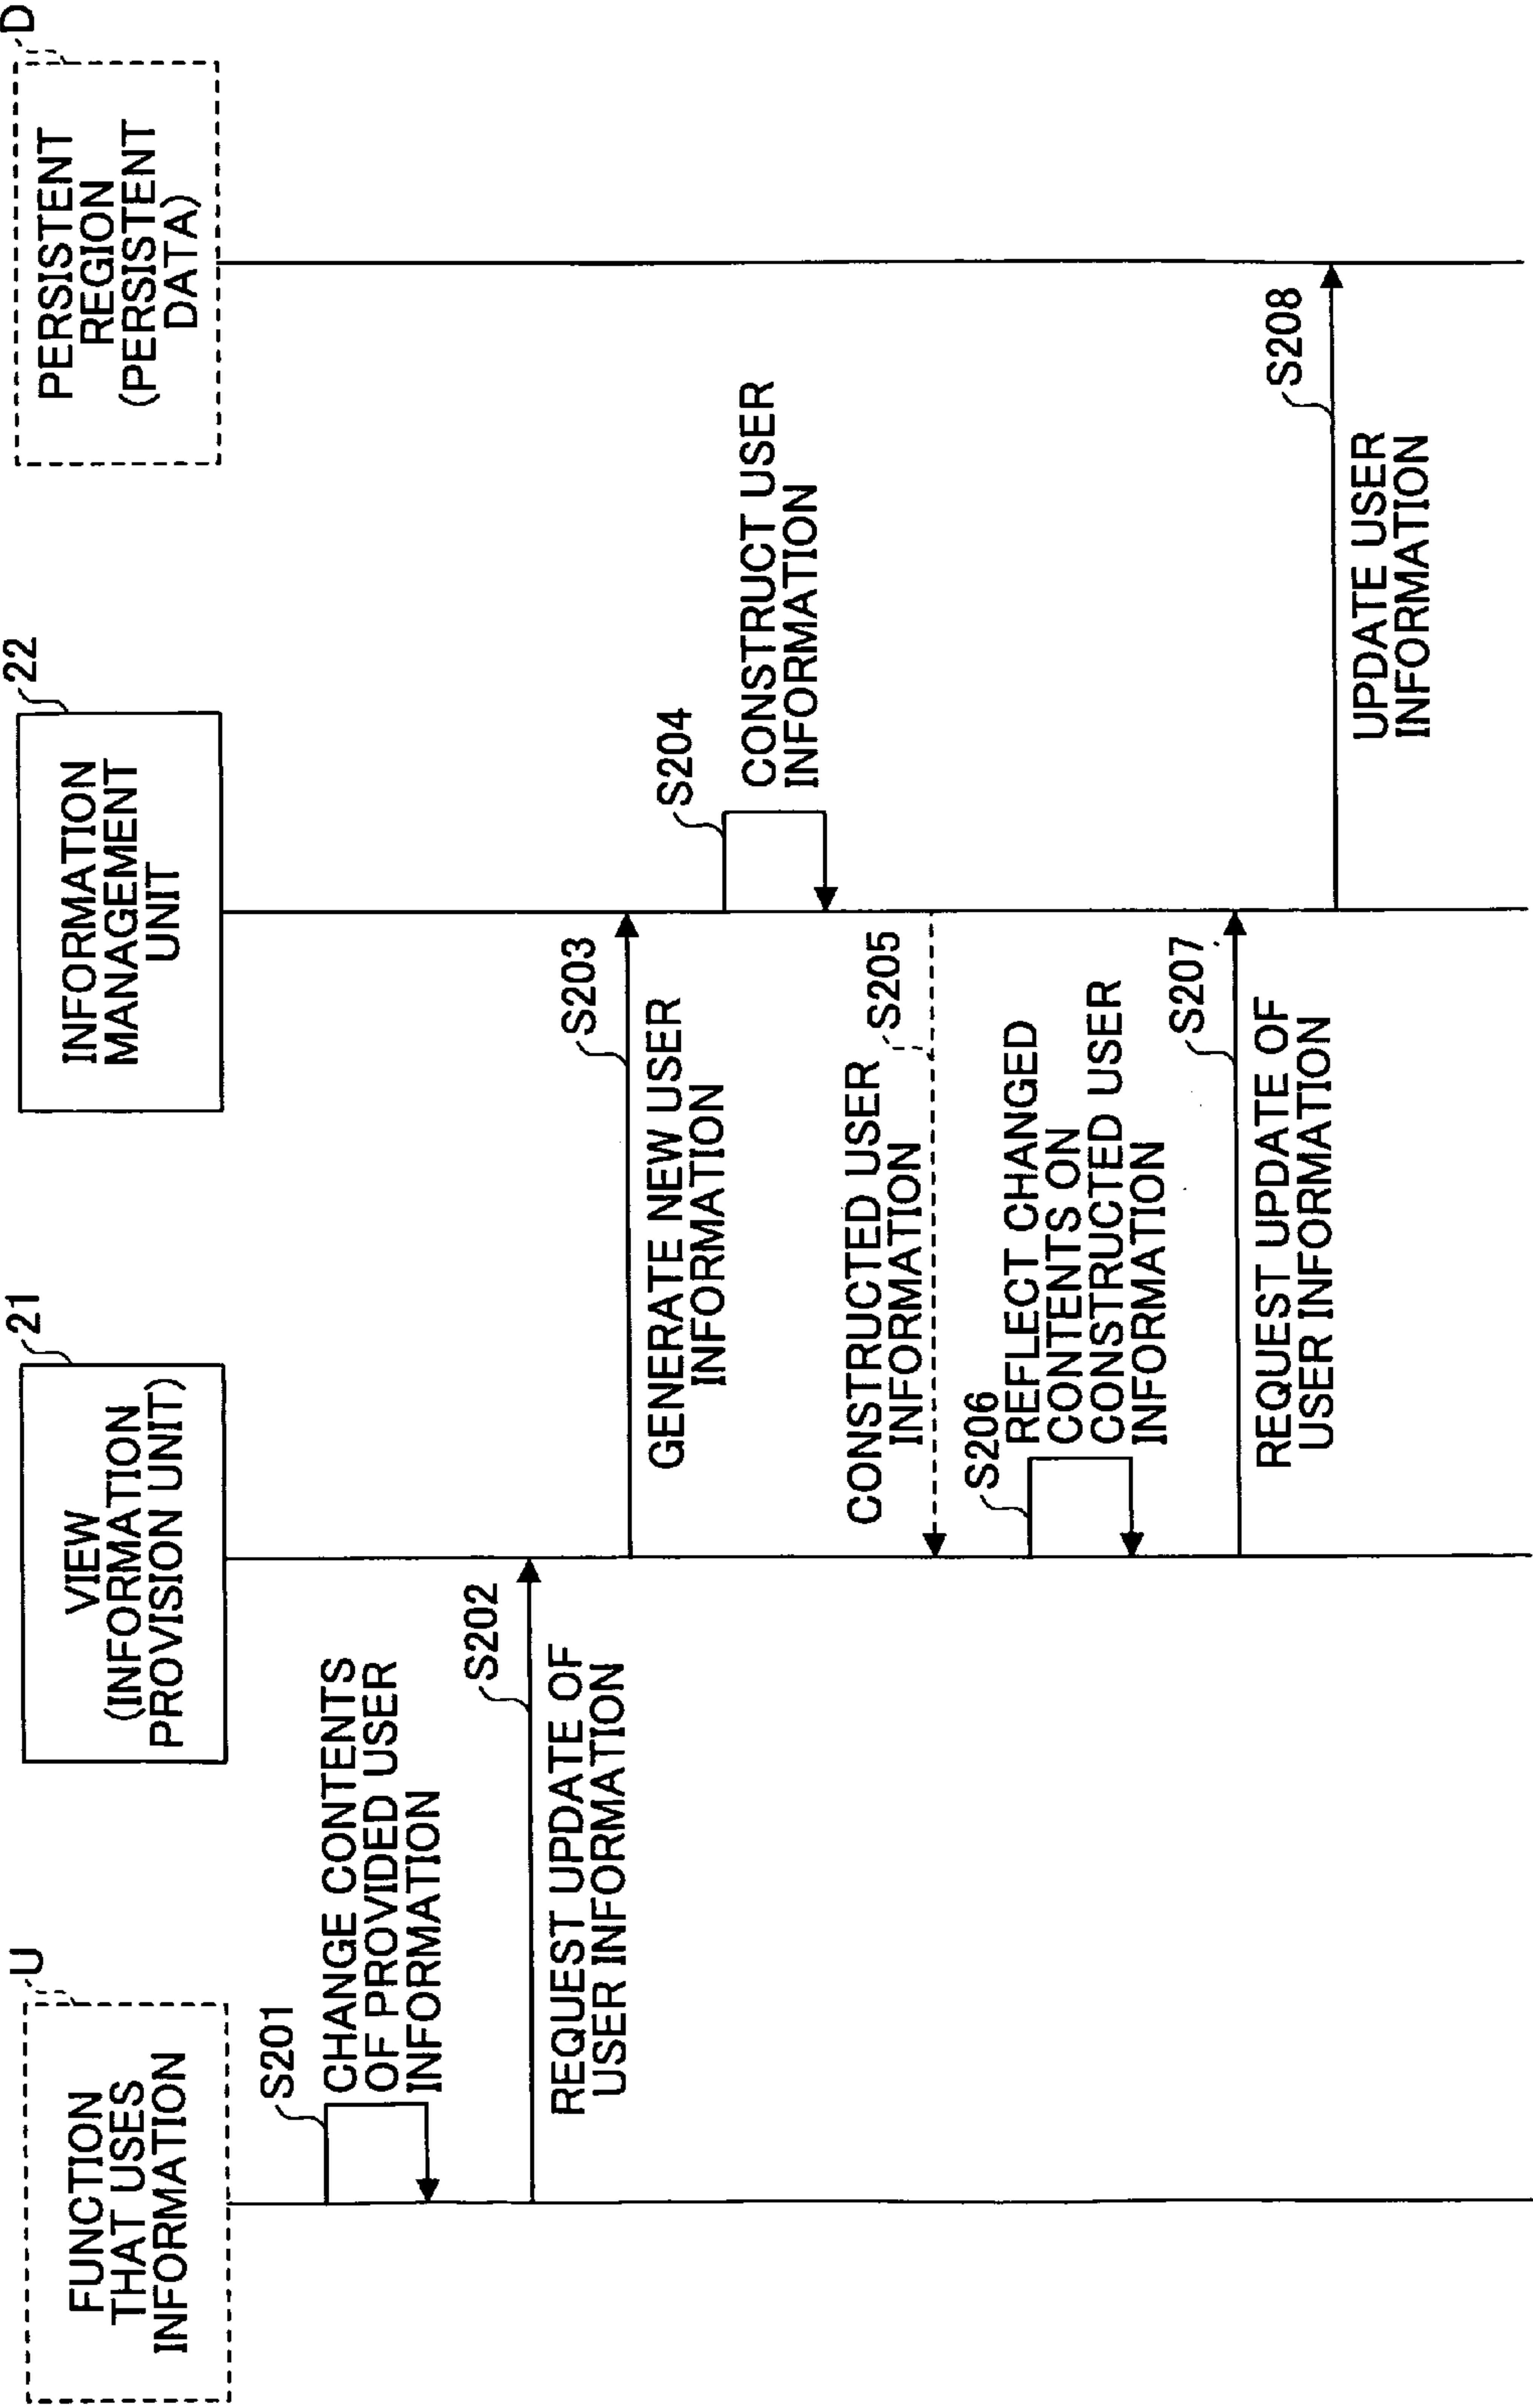 U
FUNCTION
THAT USES
INFORMATION
21
VIEW
(INFORMATION
PROVISION UNIT)
22
INFORMATION
MANAGEMENT
UNIT
D
PERSISTENT
REGION
(PERSISTENT
DATA)
S201
CHANGE CONTENTS
OF PROVIDED USER
INFORMATION
S202
REQUEST UPDATE OF
USER INFORMATION
S203
GENERATE NEW USER
INFORMATION
S204
CONSTRUCT USER
INFORMATION
S205
CONSTRUCTED USER
INFORMATION
S206
REFLECT CHANGED
CONTENTS ON
CONSTRUCTED USER
INFORMATION
S207
REQUEST UPDATE OF
USER INFORMATION
S208
UPDATE USER
INFORMATION